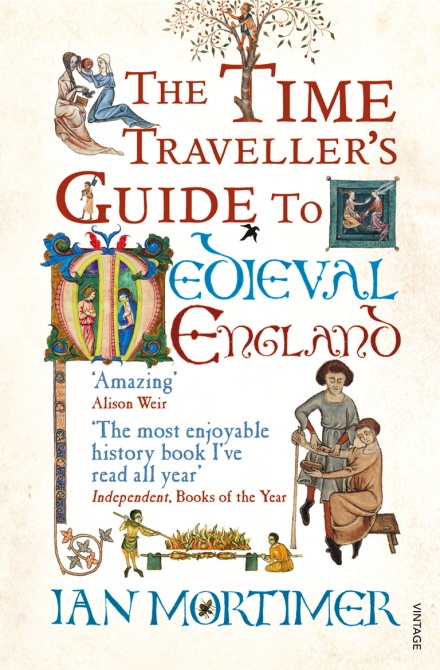 THE TIME
TRAVELLER'S
GUIDE TO
MEDIEVAL
ENGLAND
‘Amazing’
Alison Weir
‘The most enjoyable
history book I've
read all year’
Independent, Books of the Year
IAN MORTIMER
VINTAGE